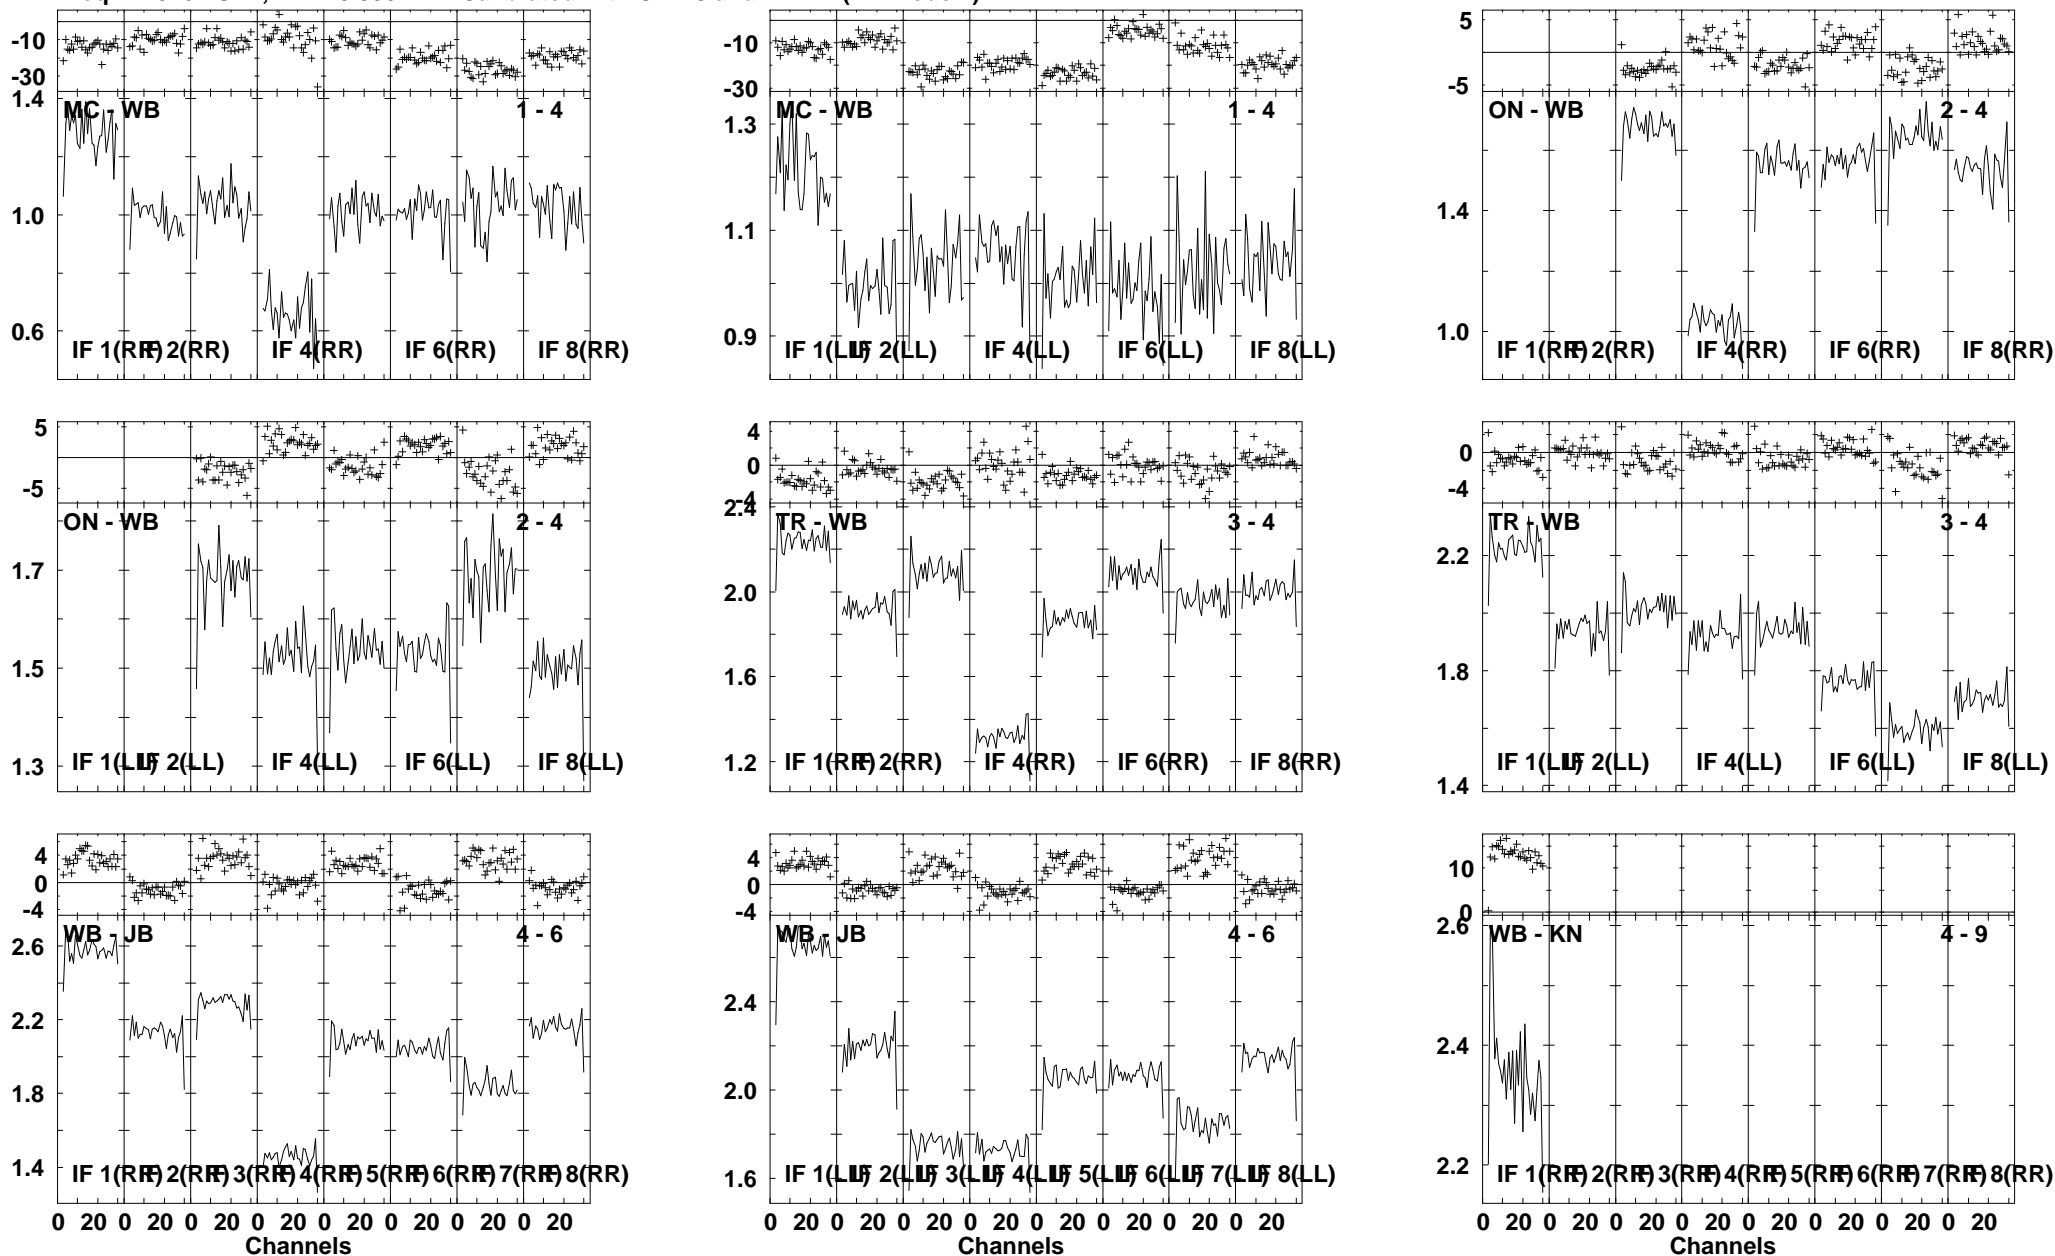 -10
-30
1.4
1.0
0.6
MC - WB
1 - 4
IF 1(RR)
IF 2(RR)
IF 4(RR)
IF 6(RR)
IF 8(RR)
-10
-30
1.3
1.1
0.9
MC - WB
1 - 4
IF 1(LL)
IF 2(LL)
IF 4(LL)
IF 6(LL)
IF 8(LL)
5
-5
1.4
1.0
ON - WB
2 - 4
IF 1(RR)
IF 2(RR)
IF 4(RR)
IF 6(RR)
IF 8(RR)
5
-5
1.7
1.5
1.3
ON - WB
2 - 4
IF 1(LL)
IF 2(LL)
IF 4(LL)
IF 6(LL)
IF 8(LL)
4
0
-4
2.4
2.0
1.6
1.2
TR - WB
3 - 4
IF 1(RR)
IF 2(RR)
IF 4(RR)
IF 6(RR)
IF 8(RR)
0
-4
2.2
1.8
1.4
TR - WB
3 - 4
IF 1(LL)
IF 2(LL)
IF 4(LL)
IF 6(LL)
IF 8(LL)
4
0
-4
2.6
2.2
1.8
1.4
WB - JB
4 - 6
IF 1(RR)
IF 2(RR)
IF 3(RR)
IF 4(RR)
IF 5(RR)
IF 6(RR)
IF 7(RR)
IF 8(RR)
0 20 0 20 0 20 0 20 0 20 0 20 0 20 0 20
Channels
4
0
-4
2.4
2.0
1.6
WB - JB
4 - 6
IF 1(LL)
IF 2(LL)
IF 3(LL)
IF 4(LL)
IF 5(LL)
IF 6(LL)
IF 7(LL)
IF 8(LL)
0 20 0 20 0 20 0 20 0 20 0 20 0 20 0 20
Channels
10
0
2.6
2.4
2.2
WB - KN
4 - 9
IF 1(RR)
IF 2(RR)
IF 3(RR)
IF 4(RR)
IF 5(RR)
IF 6(RR)
IF 7(RR)
IF 8(RR)
0 20 0 20 0 20 0 20 0 20 0 20 0 20 0 20
Channels